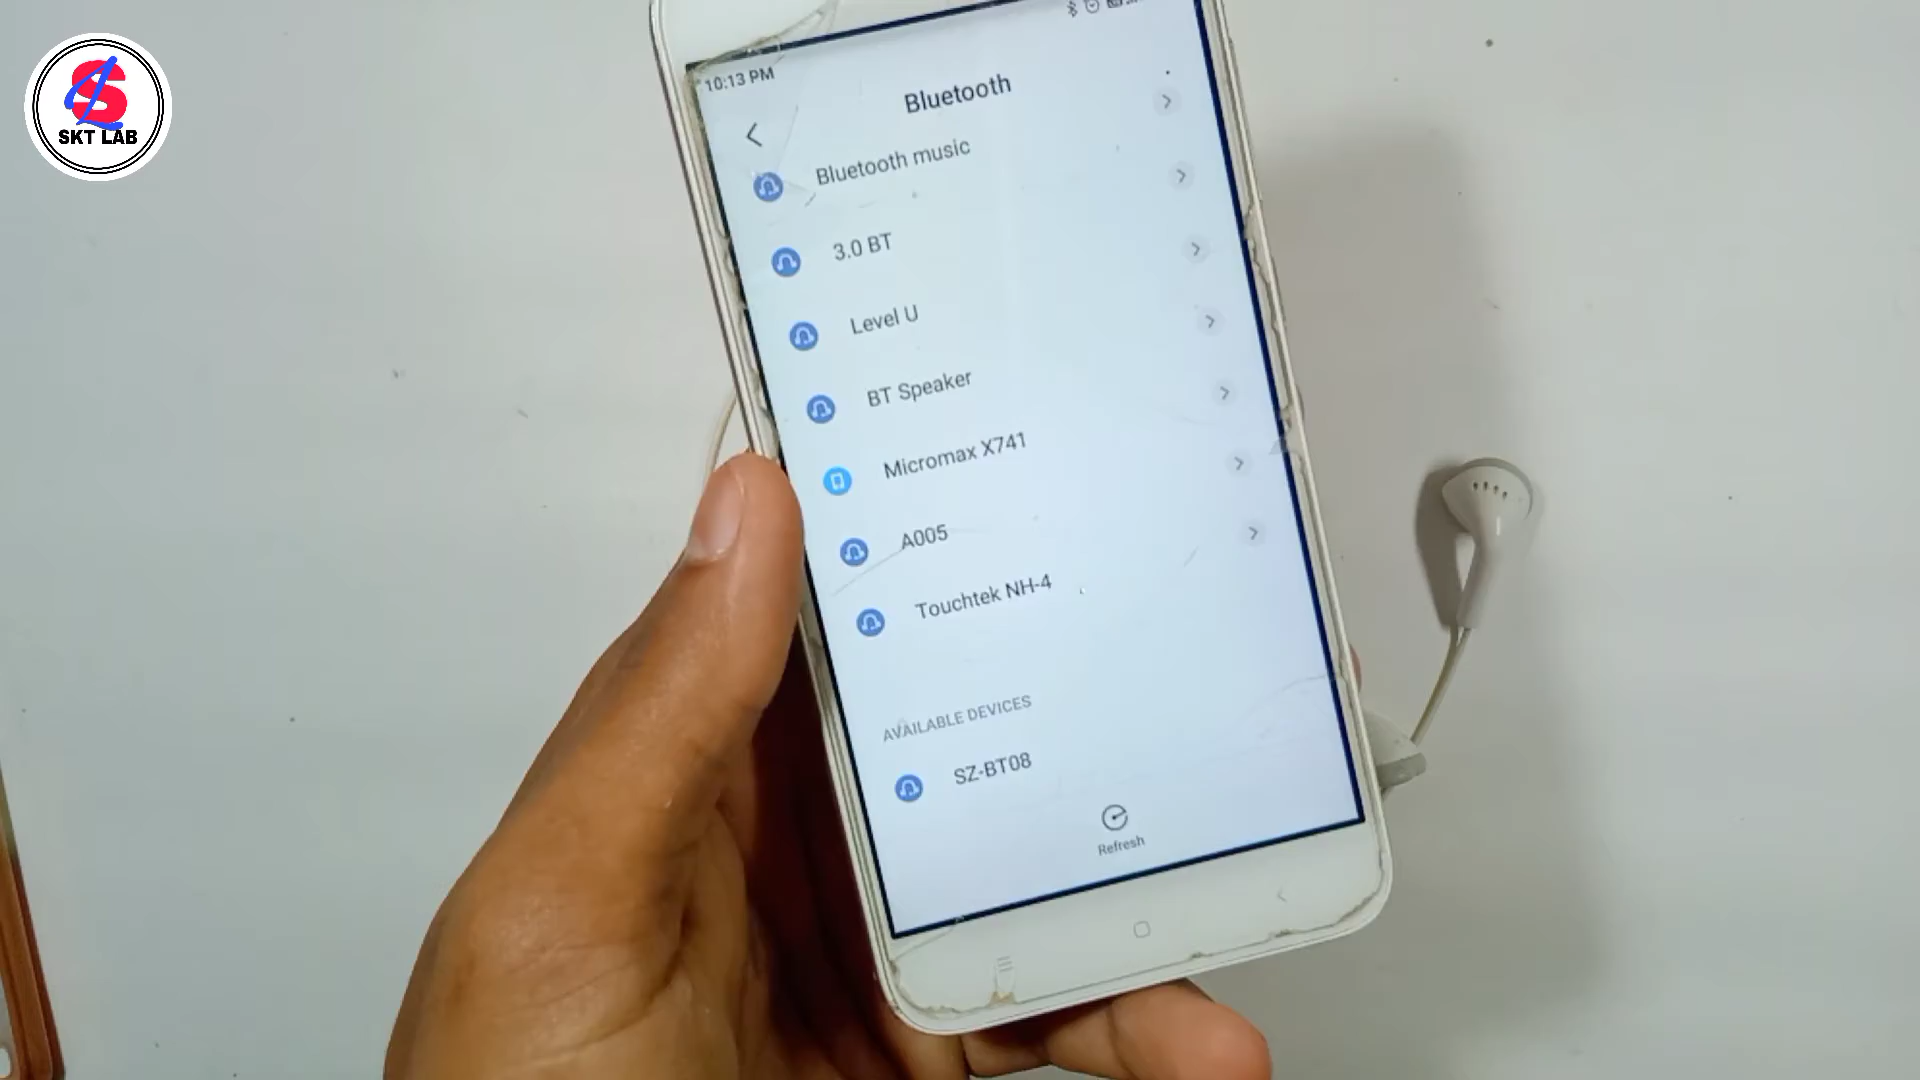 SKT LAB
10:13 PM
Bluetooth
Bluetooth music
3.0 BT
Level U
BT Speaker
Micromax X741
A005
Touchtek NH-4
AVAILABLE DEVICES
SZ-BT08
Refresh